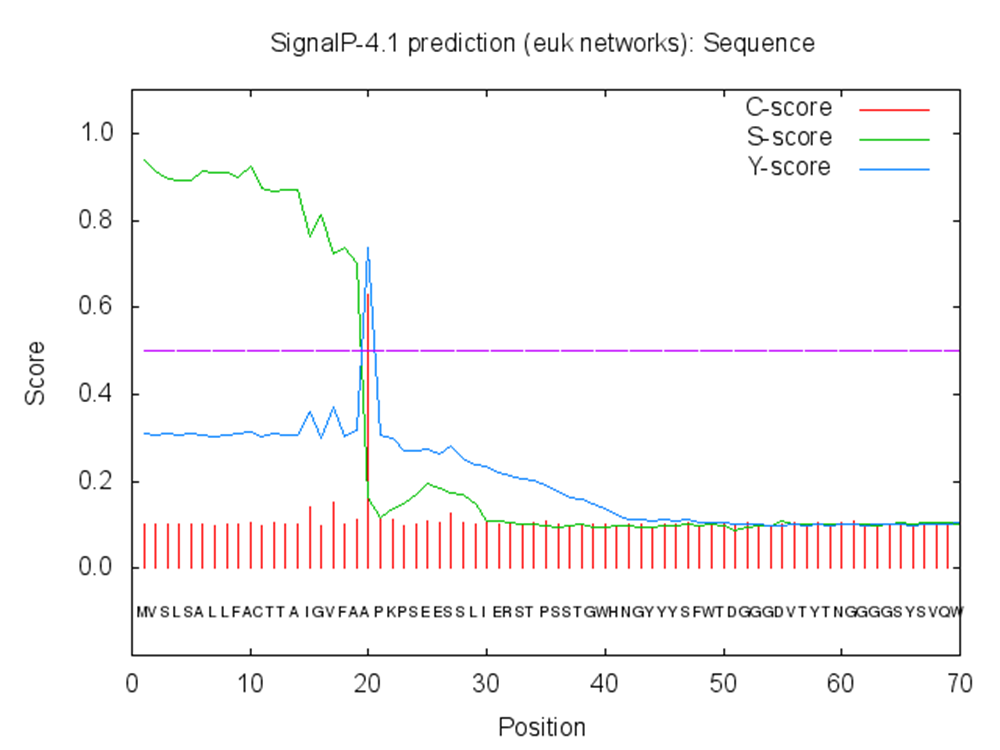 SignalP-4.1 prediction (euk networks): Sequence
C-score
S-score
Y-score
1.0
0.8
0.6
0.4
0.2
0.0
Score
MVSLSALLFACTTAIGVFAAPKPSEESSLIERSTPSSTGWHNGYYYSFWTDGGGDVTYTNGGGGSYSVQW
0 10 20 30 40 50 60 70
Position